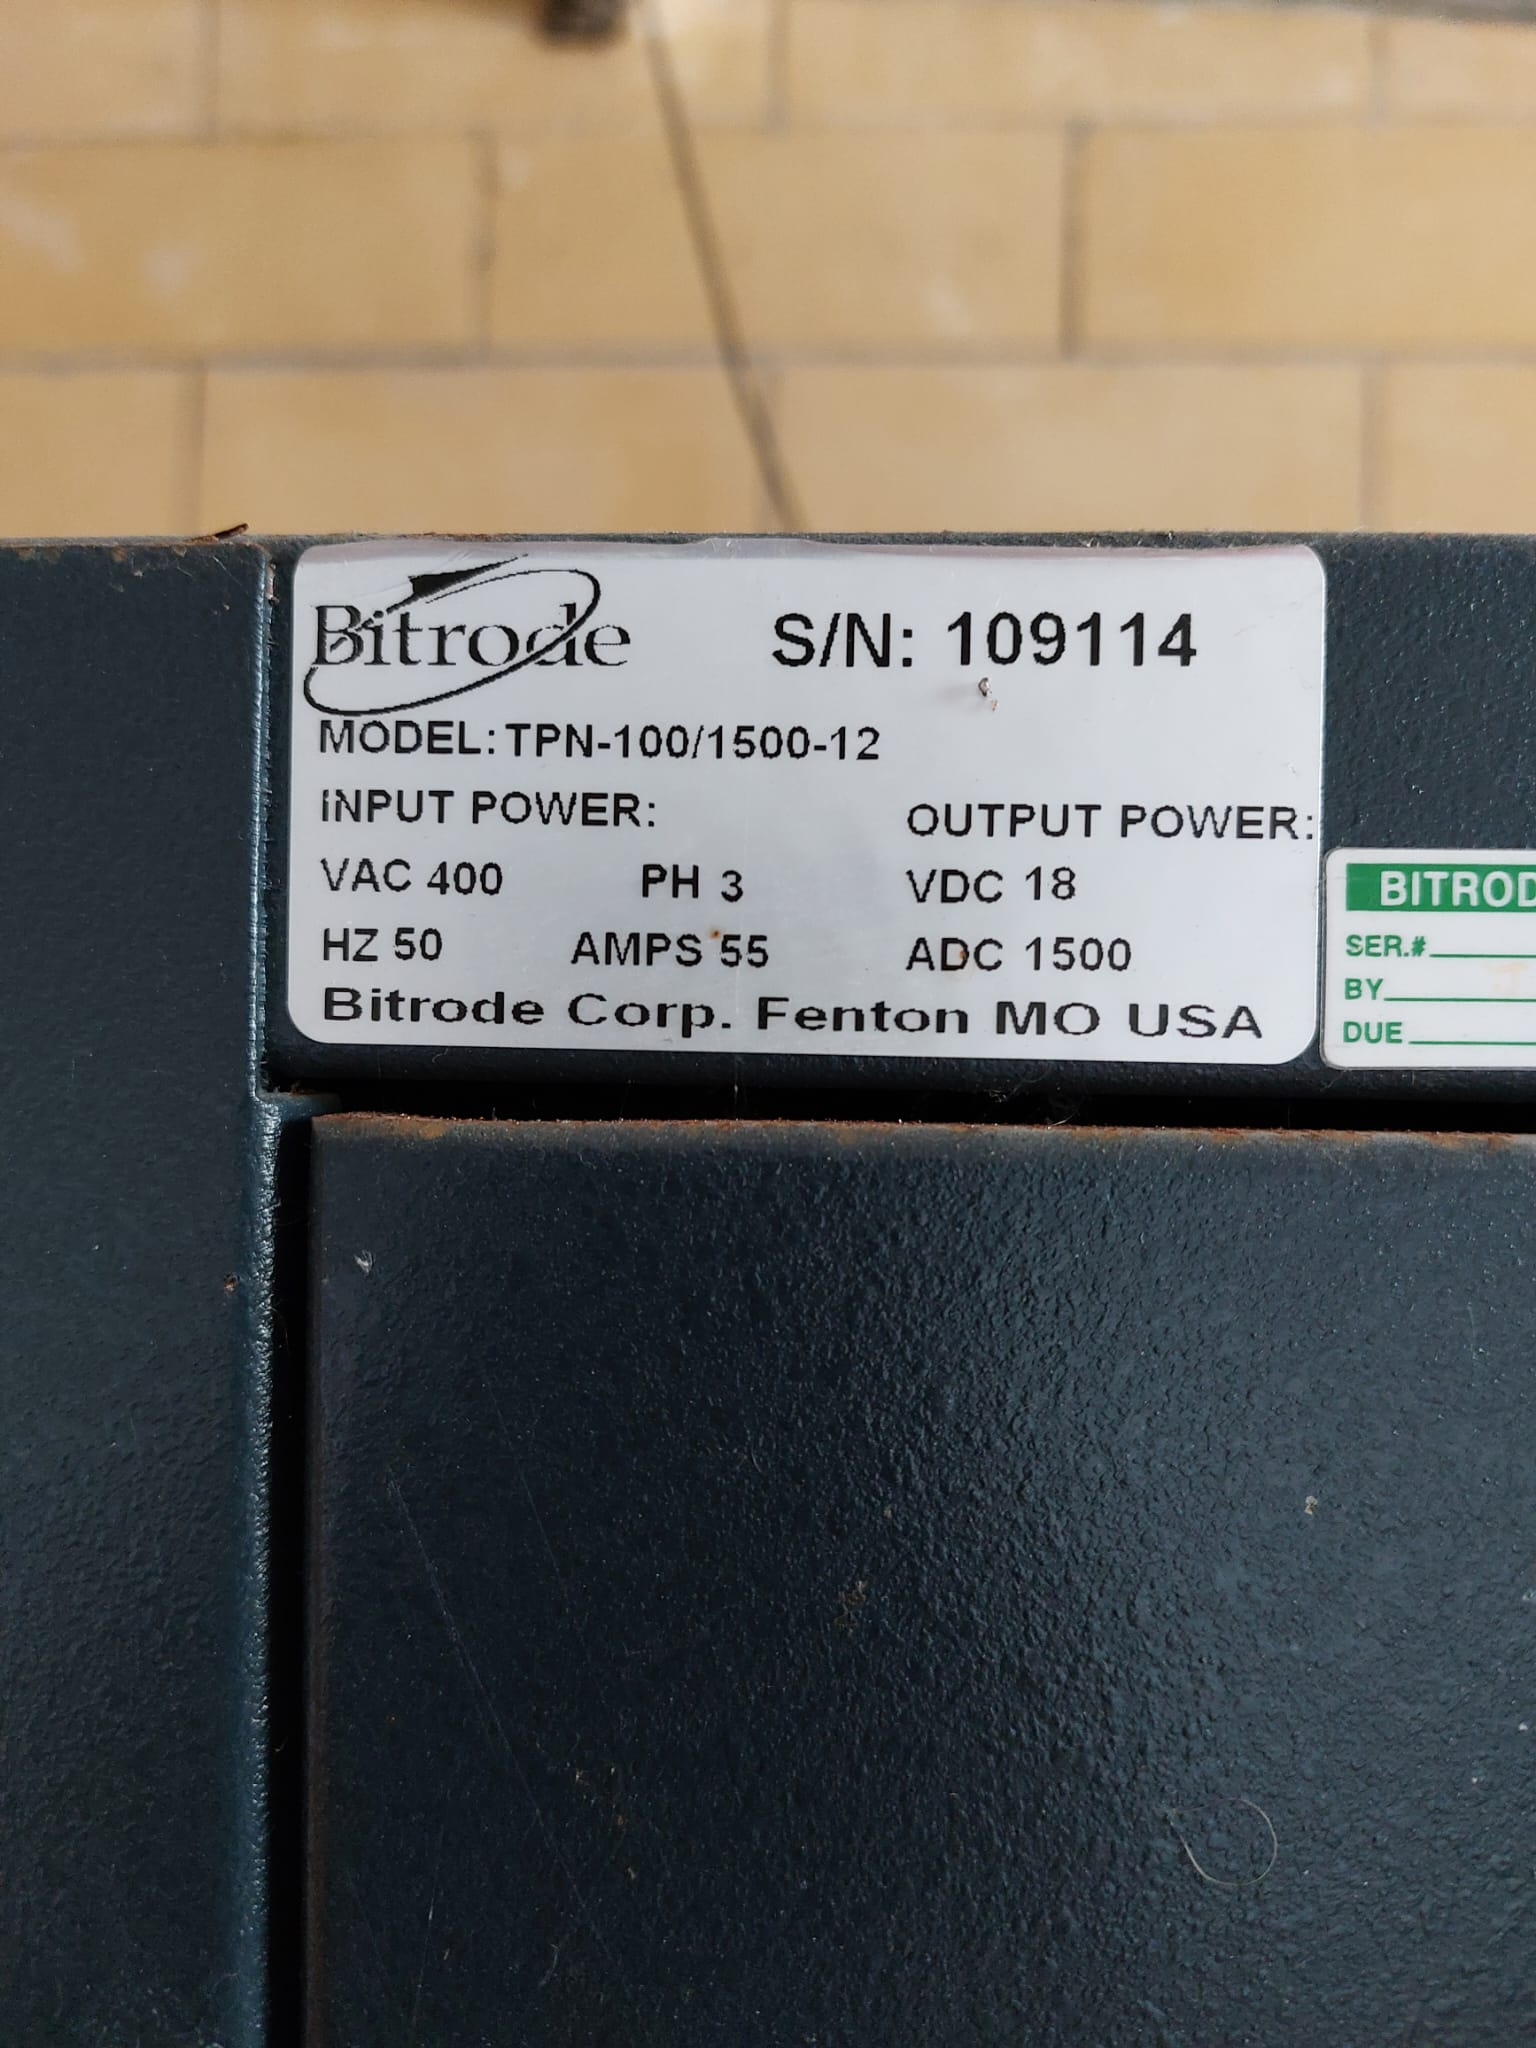 Bitrode S/N: 109114
MODEL: TPN-100/1500-12
INPUT POWER: OUTPUT POWER:
VAC 400 PH 3 VDC 18
HZ 50 AMPS 55 ADC 1500
Bitrode Corp. Fenton MO USA
BITROD
SER.#
BY
DUE